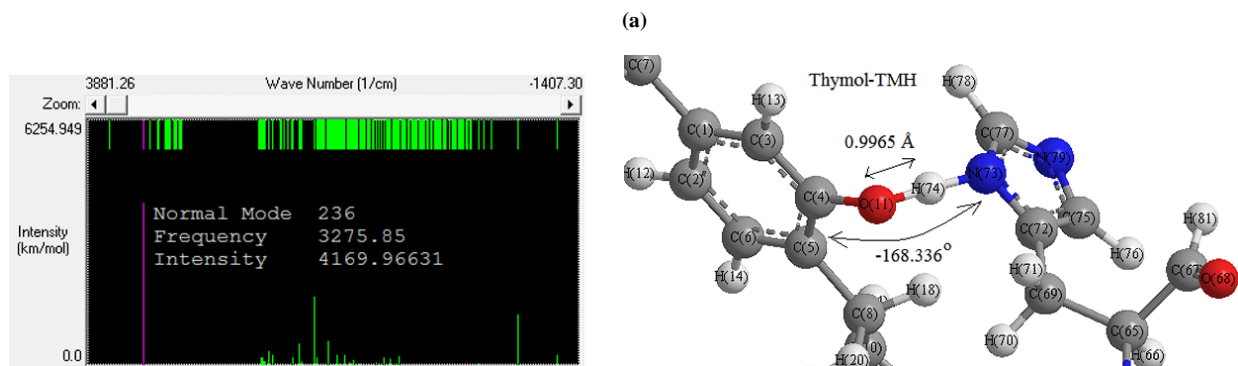 3881.26 Wave Number (1/cm) -1407.30
Zoom:
6254.949
Normal Mode 236
Frequency 3275.85
Intensity 4169.96631
Intensity
(km/mol)
0.0
(a)
Thymol-TMH
0.9965 Å
-168.336°
C(7)
H(13)
C(1)
C(3)
H(12)
C(2)
C(4)
O(11)
H(74)
C(6)
C(5)
H(14)
H(18)
C(8)
H(20)
H(78)
C(77)
N(79)
N(73)
C(75)
C(72)
H(76)
H(81)
H(71)
C(69)
C(67)
O(68)
H(70)
C(65)
H(66)